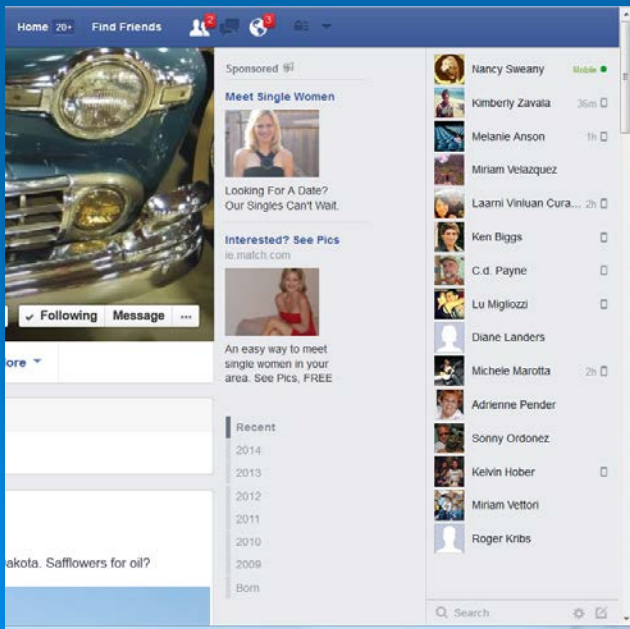 Home 20+ Find Friends 2 3
Following Message ...
ore
akota. Safflowers for oil?
Sponsored
Meet Single Women
Looking For A Date?
Our Singles Can't Wait.
Interested? See Pics
ie.match.com
An easy way to meet
single women in your
area. See Pics, FREE
Recent
2014
2013
2012
2011
2010
2009
Born
Nancy Sweany Mobile
Kimberly Zavala 36m
Melanie Anson 1h
Miriam Velazquez
Laarni Viniuan Cura... 2h
Ken Biggs
C.d. Payne
Lu Migliozzi
Diane Landers
Michele Marotta 2h
Adrienne Pender
Sonny Ordonez
Kelvin Hober
Miriam Vettori
Roger Kribs
Search